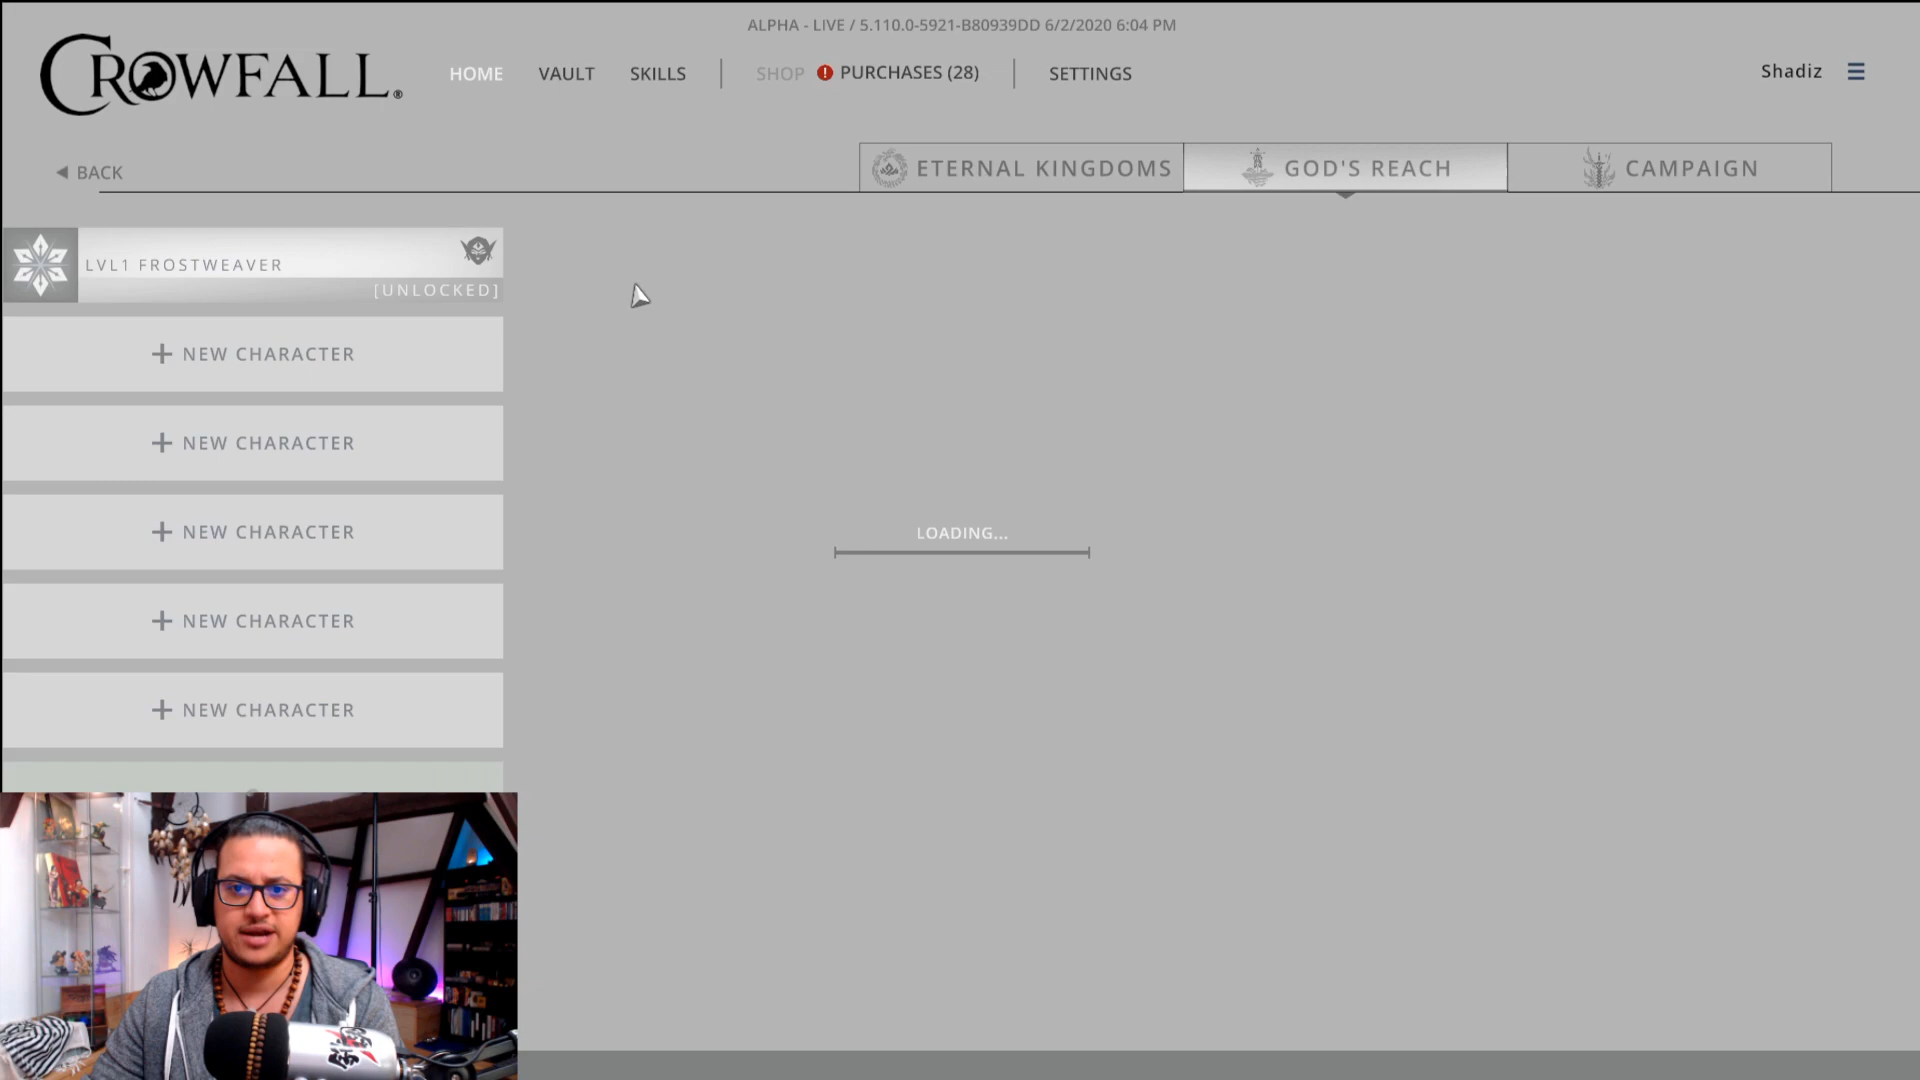 ALPHA - LIVE / 5.110.0-5921-B80939DD 6/2/2020 6:04 PM
CROWFALL®
HOME
VAULT
SKILLS
SHOP
! PURCHASES (28)
SETTINGS
Shadiz
BACK
ETERNAL KINGDOMS
GOD'S REACH
CAMPAIGN
LVL1 FROSTWEAVER
[UNLOCKED]
+ NEW CHARACTER
+ NEW CHARACTER
+ NEW CHARACTER
+ NEW CHARACTER
+ NEW CHARACTER
LOADING...